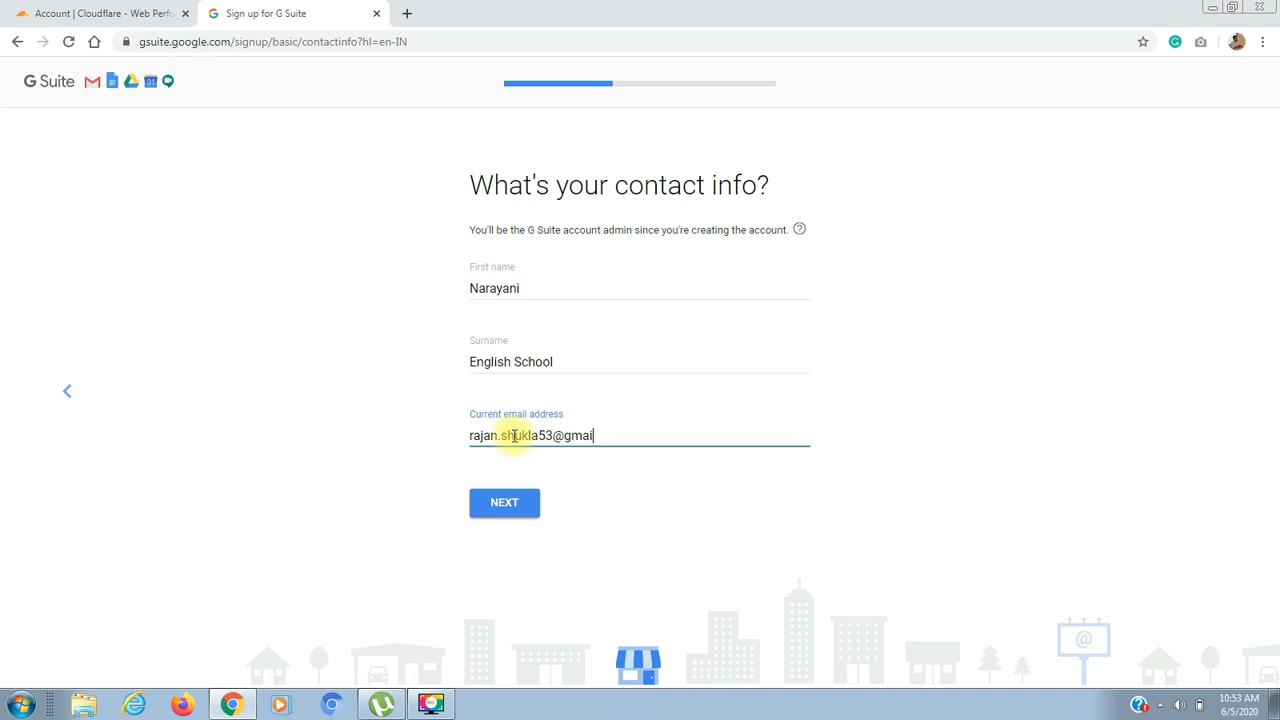 Account | Cloudflare - Web Perfo
Sign up for G Suite
gsuite.google.com/signup/basic/contactinfo?hl=en-IN
G Suite
31
What's your contact info?
You'll be the G Suite account admin since you're creating the account.
First name
Narayani
Surname
English School
Current email address
rajan.shukla53@gmai
NEXT
@
10:53 AM
6/5/2020